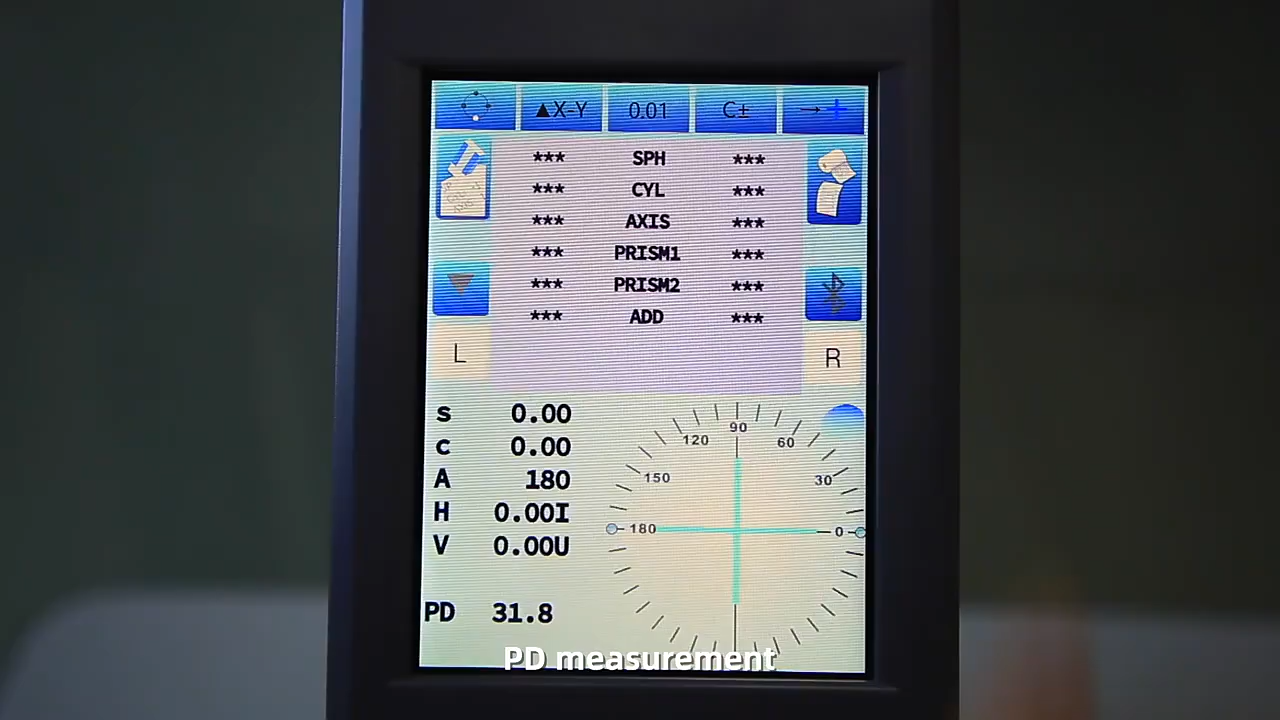 ▲X-Y 0.01 C± →+
*** SPH ***
*** CYL ***
*** AXIS ***
*** PRISM1 ***
*** PRISM2 ***
*** ADD ***
L R
S 0.00
C 0.00
A 180
H 0.00I
V 0.00U
PD 31.8
90
120 60
150 30
180 0
PD measurement